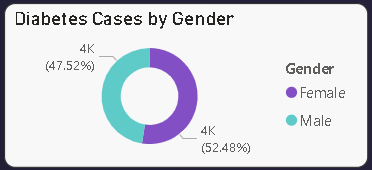 Diabetes Cases by Gender
4K
(47.52%)
Gender
Female
Male
4K
(52.48%)